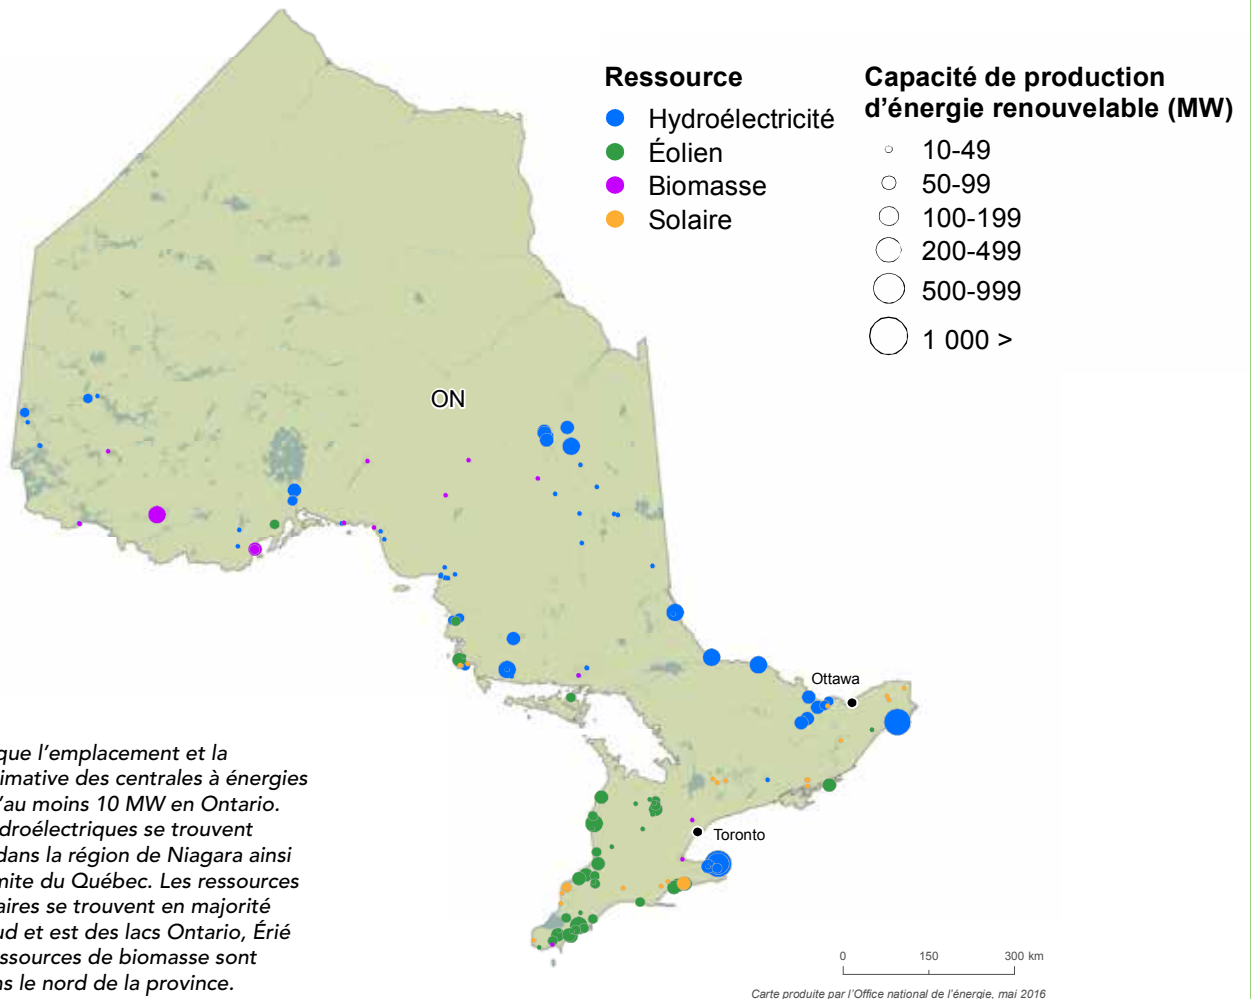 Ressource
Hydroélectricité
Éolien
Biomasse
Solaire
Capacité de production
d'énergie renouvelable (MW)
10-49
50-99
100-199
200-499
500-999
1 000 >
ON
Ottawa
Toronto
que l'emplacement et la
imative des centrales à énergies
'au moins 10 MW en Ontario.
droélectriques se trouvent
dans la région de Niagara ainsi
mite du Québec. Les ressources
aires se trouvent en majorité
ud et est des lacs Ontario, Érié
ssources de biomasse sont
ns le nord de la province.
0 150 300 km
Carte produite par l'Office national de l'énergie, mai 2016